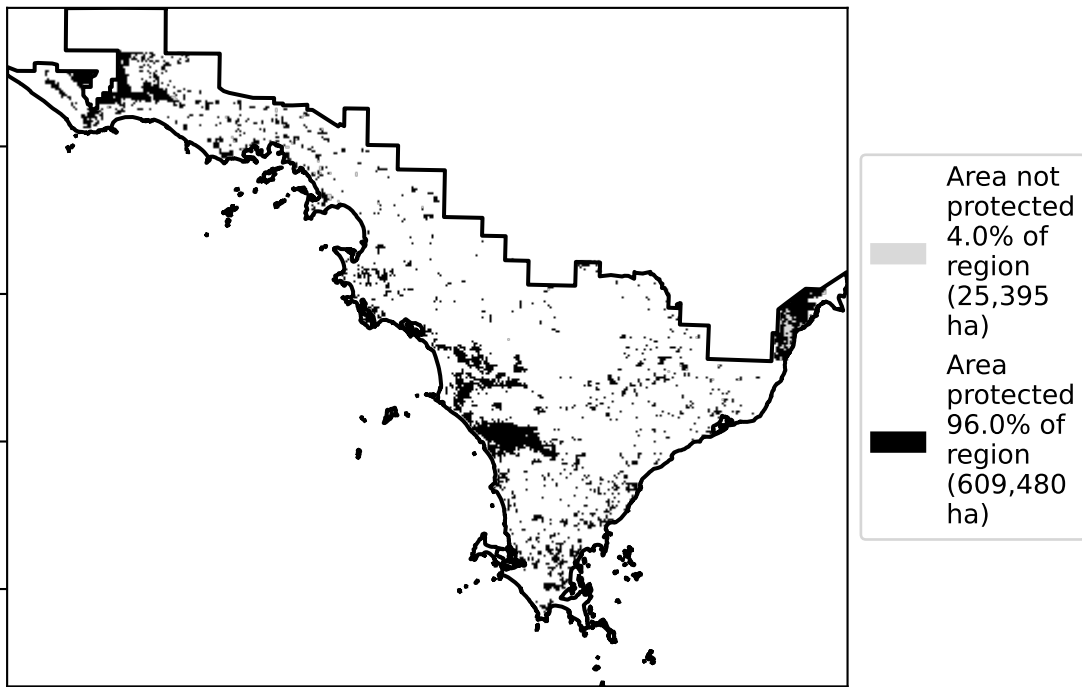 Area not
protected
4.0% of
region
(25,395
ha)
Area
protected
96.0% of
region
(609,480
ha)